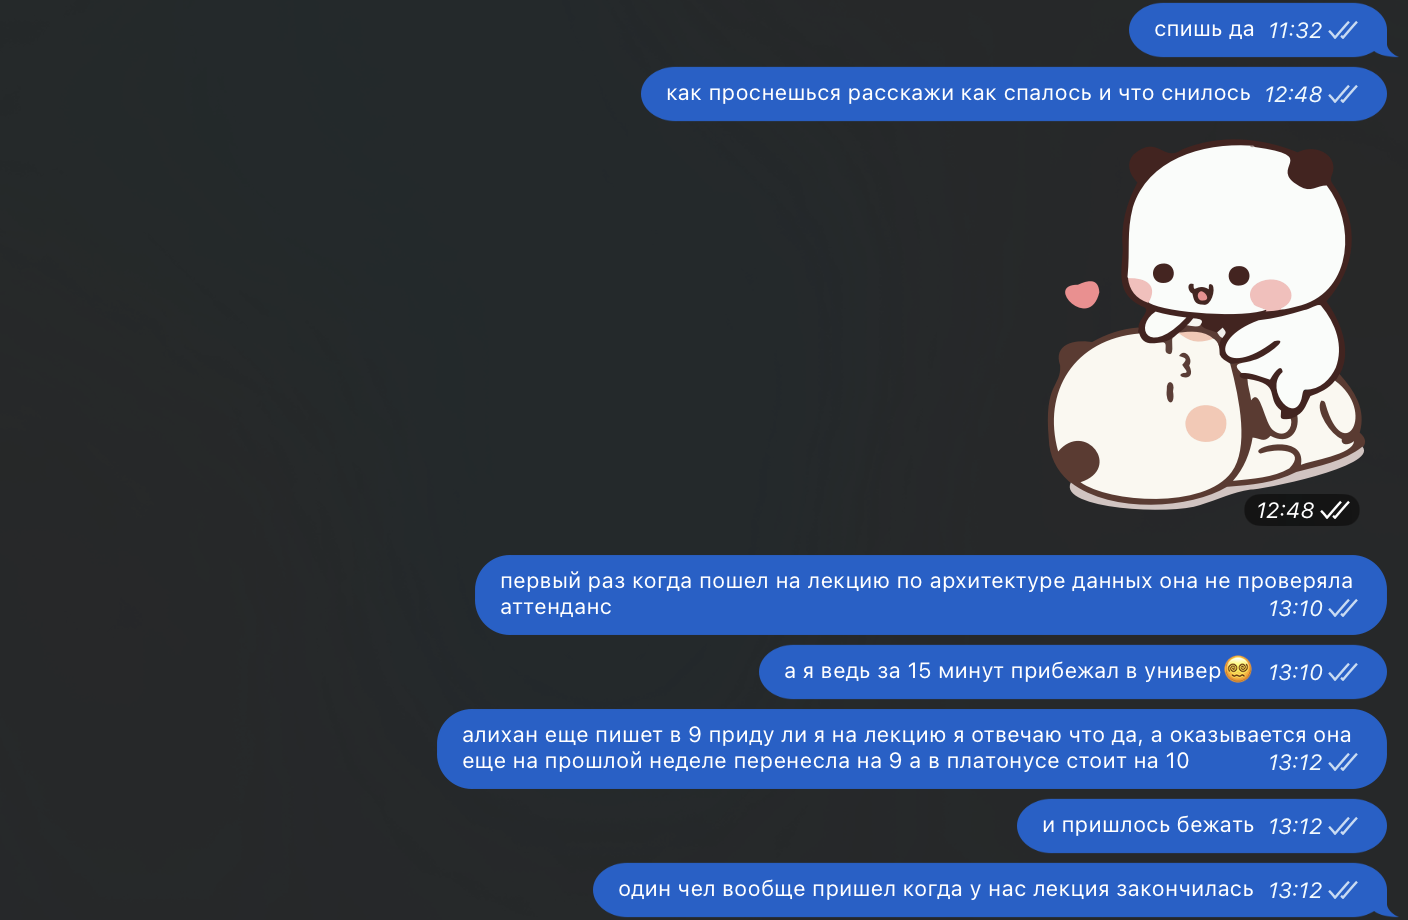 спишь да 11:32
как проснешься расскажи как спалось и что снилось 12:48
12:48
первый раз когда пошел на лекцию по архитектуре данных она не проверяла
аттенданс 13:10
а я ведь за 15 минут прибежал в универ😵‍💫 13:10
алихан еще пишет в 9 приду ли я на лекцию я отвечаю что да, а оказывается она
еще на прошлой неделе перенесла на 9 а в платонусе стоит на 10 13:12
и пришлось бежать 13:12
один чел вообще пришел когда у нас лекция закончилась 13:12